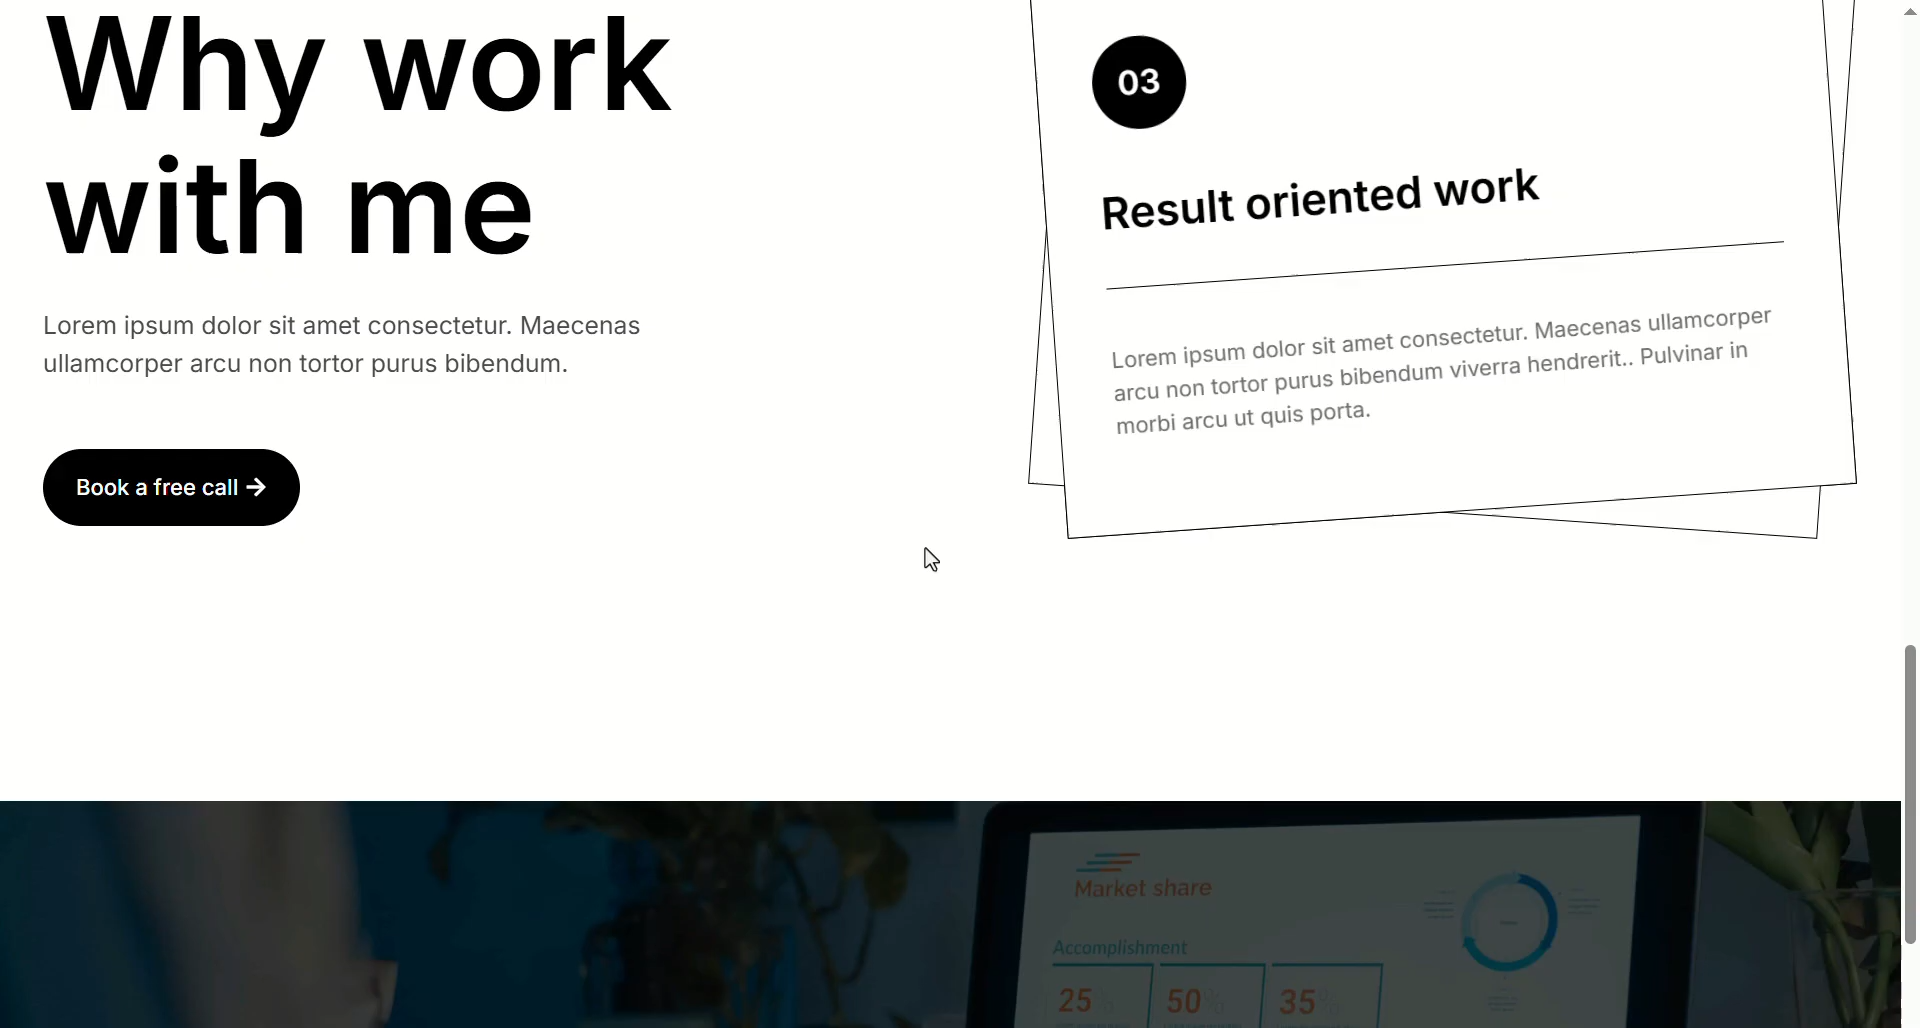 Why work
with me
Lorem ipsum dolor sit amet consectetur. Maecenas
ullamcorper arcu non tortor purus bibendum.
Book a free call →
03
Result oriented work
Lorem ipsum dolor sit amet consectetur. Maecenas ullamcorper
arcu non tortor purus bibendum viverra hendrerit.. Pulvinar in
morbi arcu ut quis porta.
Market share
Accomplishment
25% 50% 35%